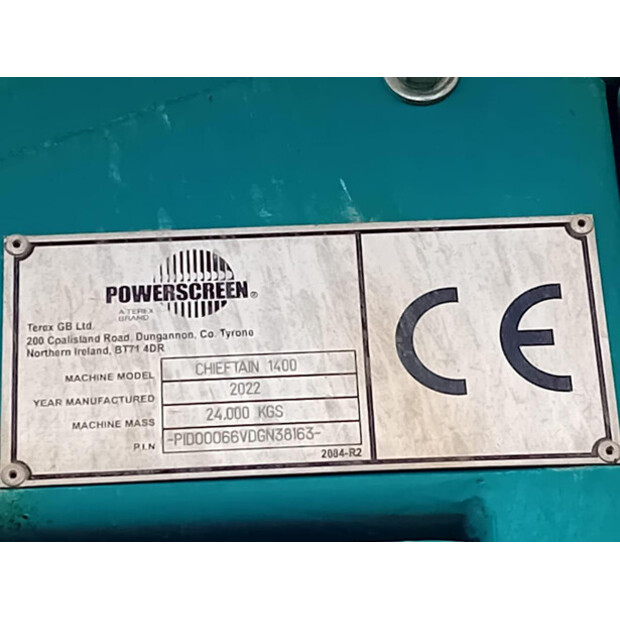 POWERSCREEN®
A TEREX
BRAND
Terex GB Ltd.
200 Coalisland Road, Dungannon, Co. Tyrone
Northern Ireland, BT71 4DR
MACHINE MODEL CHIEFTAIN 1400
YEAR MANUFACTURED 2022
MACHINE MASS 24.000 KGS
P.I.N -PID00066VDGN38163-
2084-R2
CE